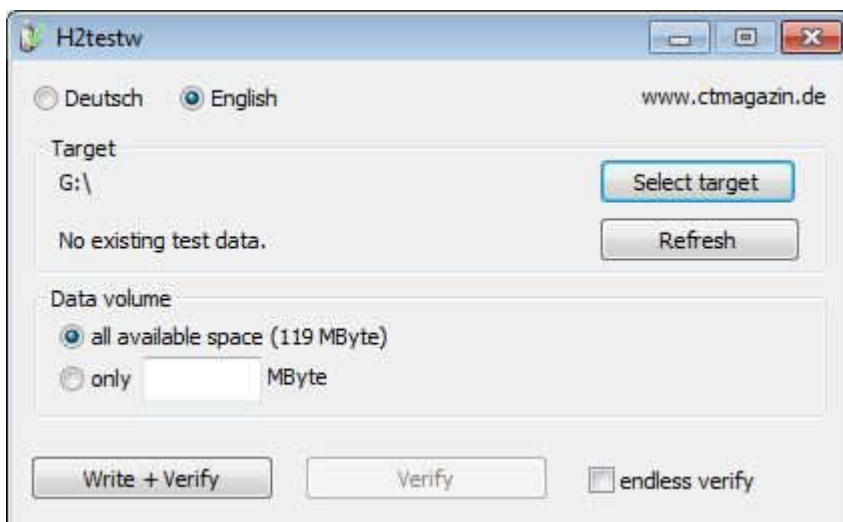 H2testw
Deutsch English www.ctmagazin.de
Target
G:\ Select target
No existing test data. Refresh
Data volume
all available space (119 MByte)
only MByte
Write + Verify Verify endless verify